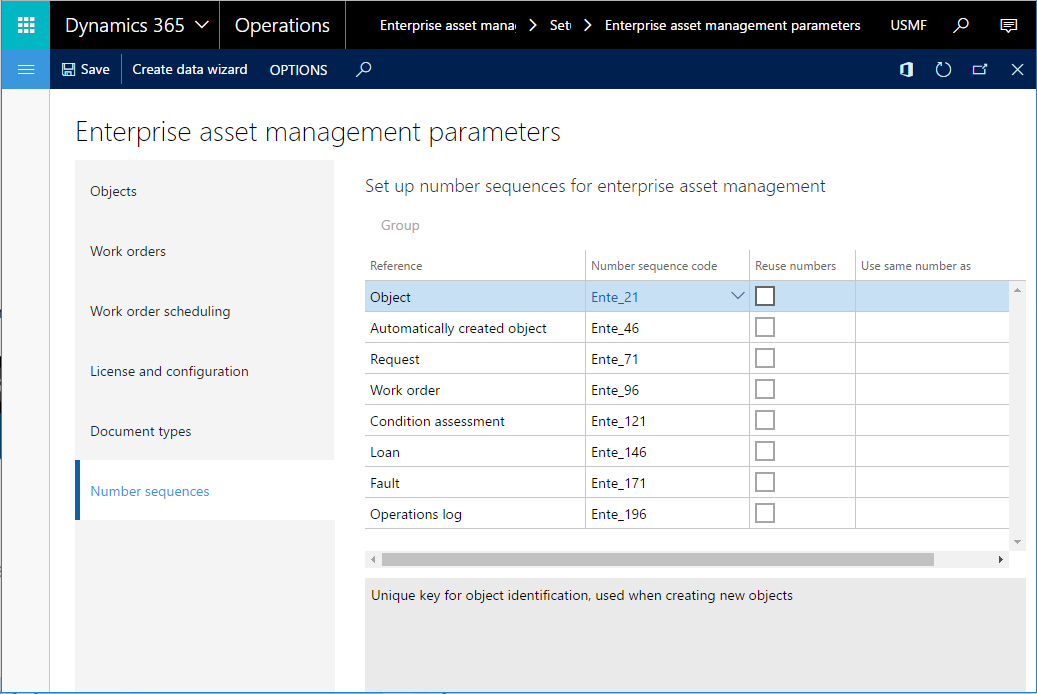 Dynamics 365 Operations Enterprise asset mana Set Enterprise asset management parameters USMF
Save Create data wizard OPTIONS
Enterprise asset management parameters
Objects
Work orders
Work order scheduling
License and configuration
Document types
Number sequences
Set up number sequences for enterprise asset management
Group
Reference Number sequence code Reuse numbers Use same number as
Object Ente_21
Automatically created object Ente_46
Request Ente_71
Work order Ente_96
Condition assessment Ente_121
Loan Ente_146
Fault Ente_171
Operations log Ente_196
Unique key for object identification, used when creating new objects